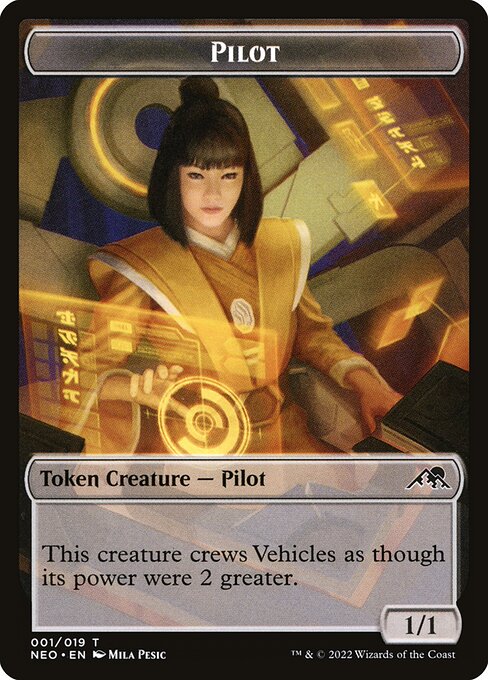 Pilot
Token Creature — Pilot
This creature crews Vehicles as though
its power were 2 greater.
1/1
001/019 T
NEO • EN Mila Pesic
™ & © 2022 Wizards of the Coast